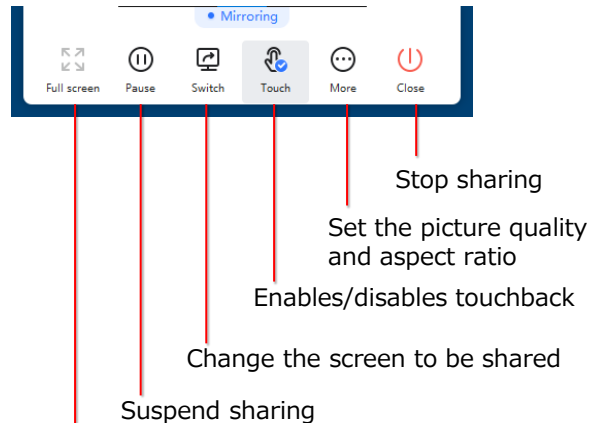 Mirroring
Full screen Pause Switch Touch More Close
Stop sharing
Set the picture quality
and aspect ratio
Enables/disables touchback
Change the screen to be shared
Suspend sharing